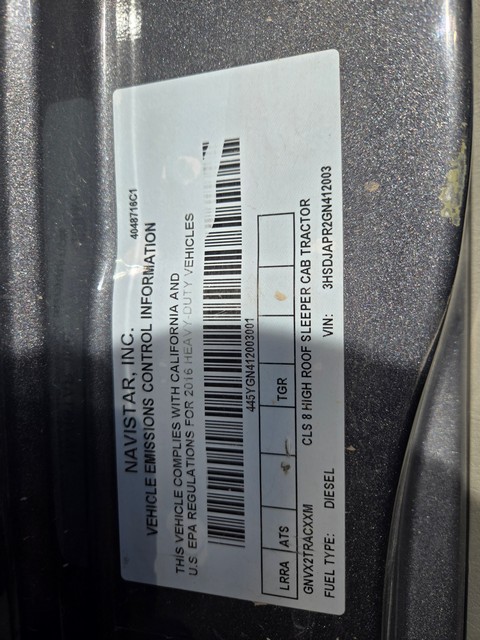 NAVISTAR, INC.
4048716C1
VEHICLE EMISSIONS CONTROL INFORMATION
THIS VEHICLE COMPLIES WITH CALIFORNIA AND
U.S. EPA REGULATIONS FOR 2016 HEAVY-DUTY VEHICLES
445YGN412003001
LRRA ATS TGR
GNVX2TRACXXM CLS 8 HIGH ROOF SLEEPER CAB TRACTOR
FUEL TYPE: DIESEL VIN: 3HSDJAPR2GN412003